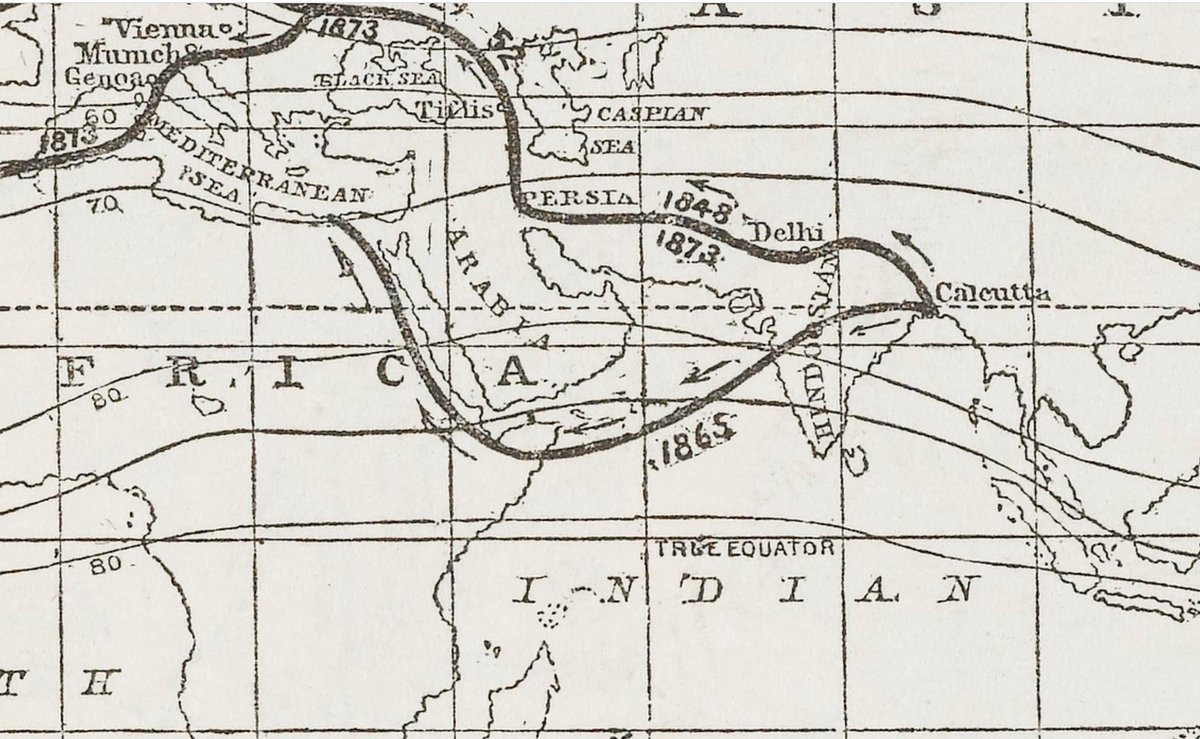 A S I
Vienna
1873
Munich
Genoa
BLACK SEA
Tiflis
CASPIAN
SEA
60
1873
MEDITERRANEAN
SEA
70
PERSIA
1848
1873
Delhi
ARABIA
Calcutta
HINDOSTAN
F R I C A
80
1865
TRUE EQUATOR
80
I N D I A N
T H